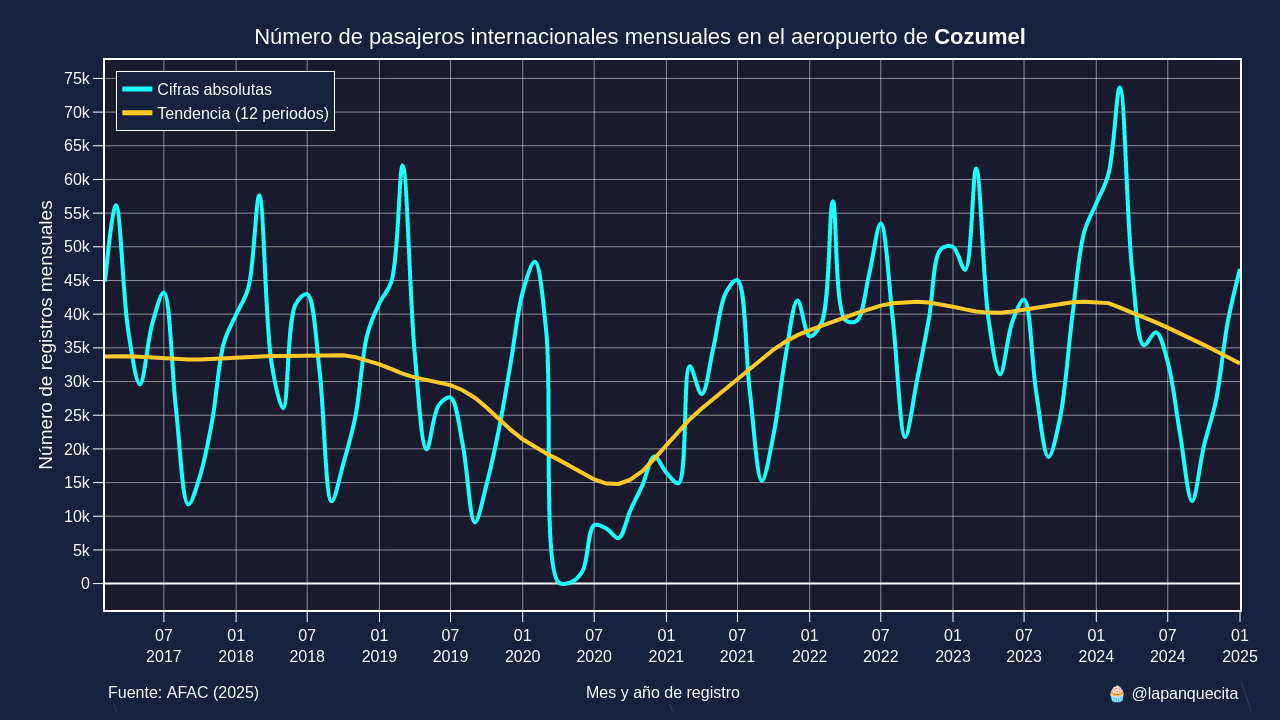 Número de pasajeros internacionales mensuales en el aeropuerto de Cozumel
Cifras absolutas
Tendencia (12 periodos)
Número de registros mensuales
75k
70k
65k
60k
55k
50k
45k
40k
35k
30k
25k
20k
15k
10k
5k
0
07 01 07 01 07 01 07 01 07 01 07 01 07 01 07 01
2017 2018 2018 2019 2019 2020 2020 2021 2021 2022 2022 2023 2023 2024 2024 2025
Fuente: AFAC (2025)
Mes y año de registro
🧁 @lapanquecita